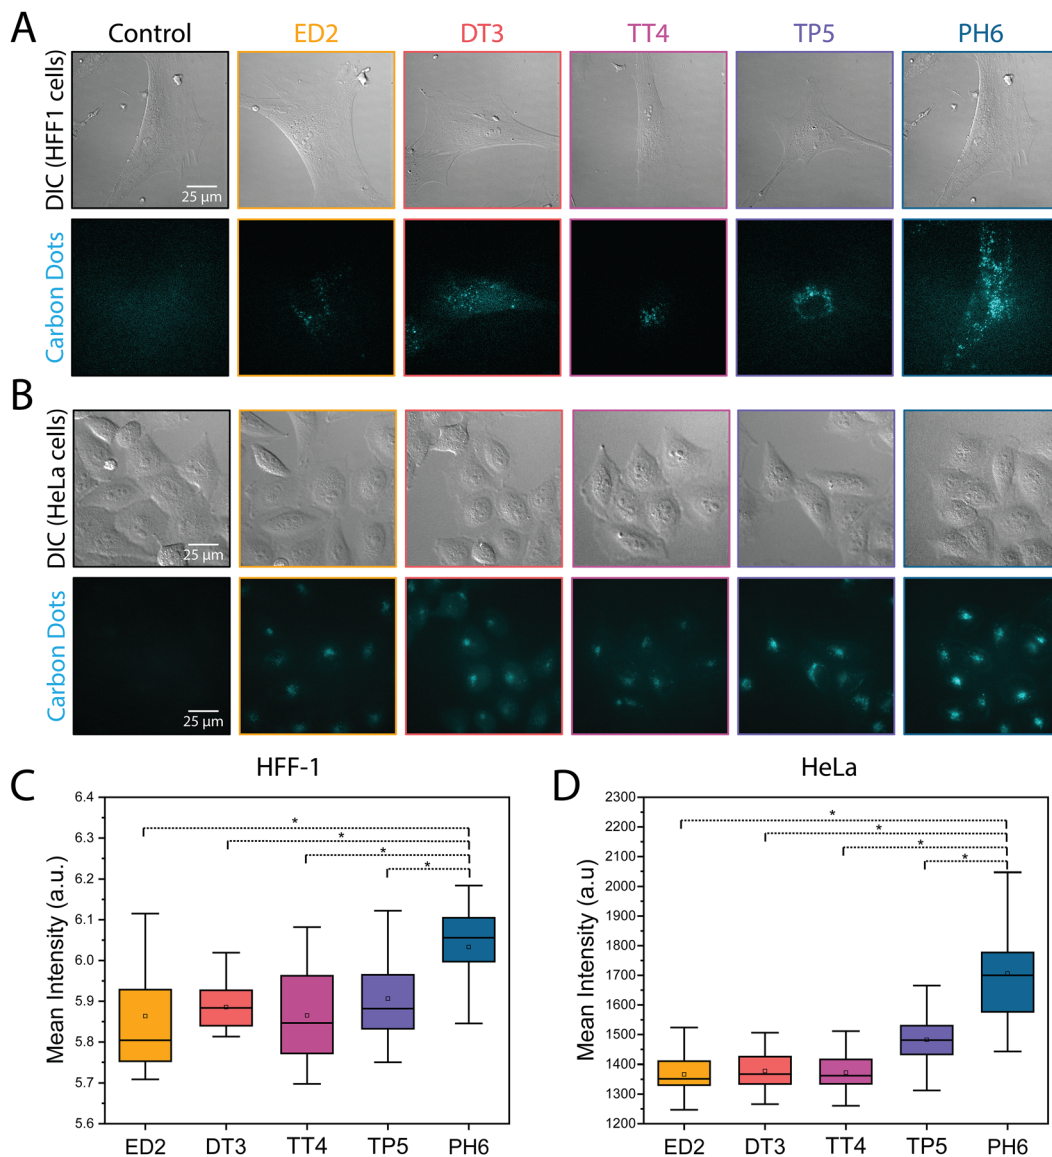 A
Control
ED2
DT3
TT4
TP5
PH6
DIC (HFF1 cells)
25 µm
Carbon Dots
B
DIC (HeLa cells)
25 µm
Carbon Dots
25 µm
C
HFF-1
Mean Intensity (a.u.)
6.4
6.3
6.2
6.1
6.0
5.9
5.8
5.7
5.6
*
*
*
*
ED2
DT3
TT4
TP5
PH6
D
HeLa
Mean Intensity (a.u)
2300
2200
2100
2000
1900
1800
1700
1600
1500
1400
1300
1200
*
*
*
*
ED2
DT3
TT4
TP5
PH6